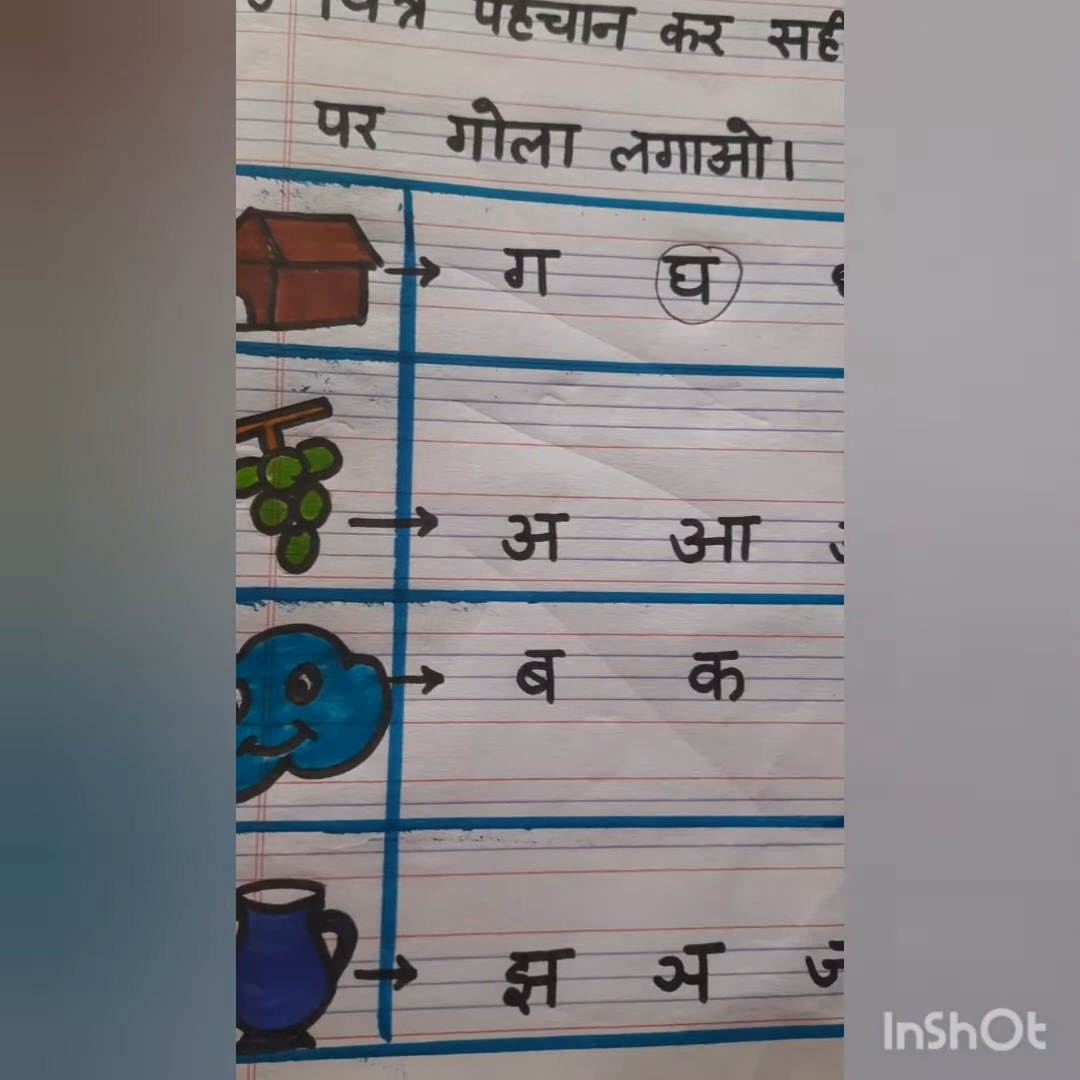 चित्र पहचान कर सही
पर गोला लगाओ।
ग घ
अ आ
ब क
झ ञ ज
InShOt